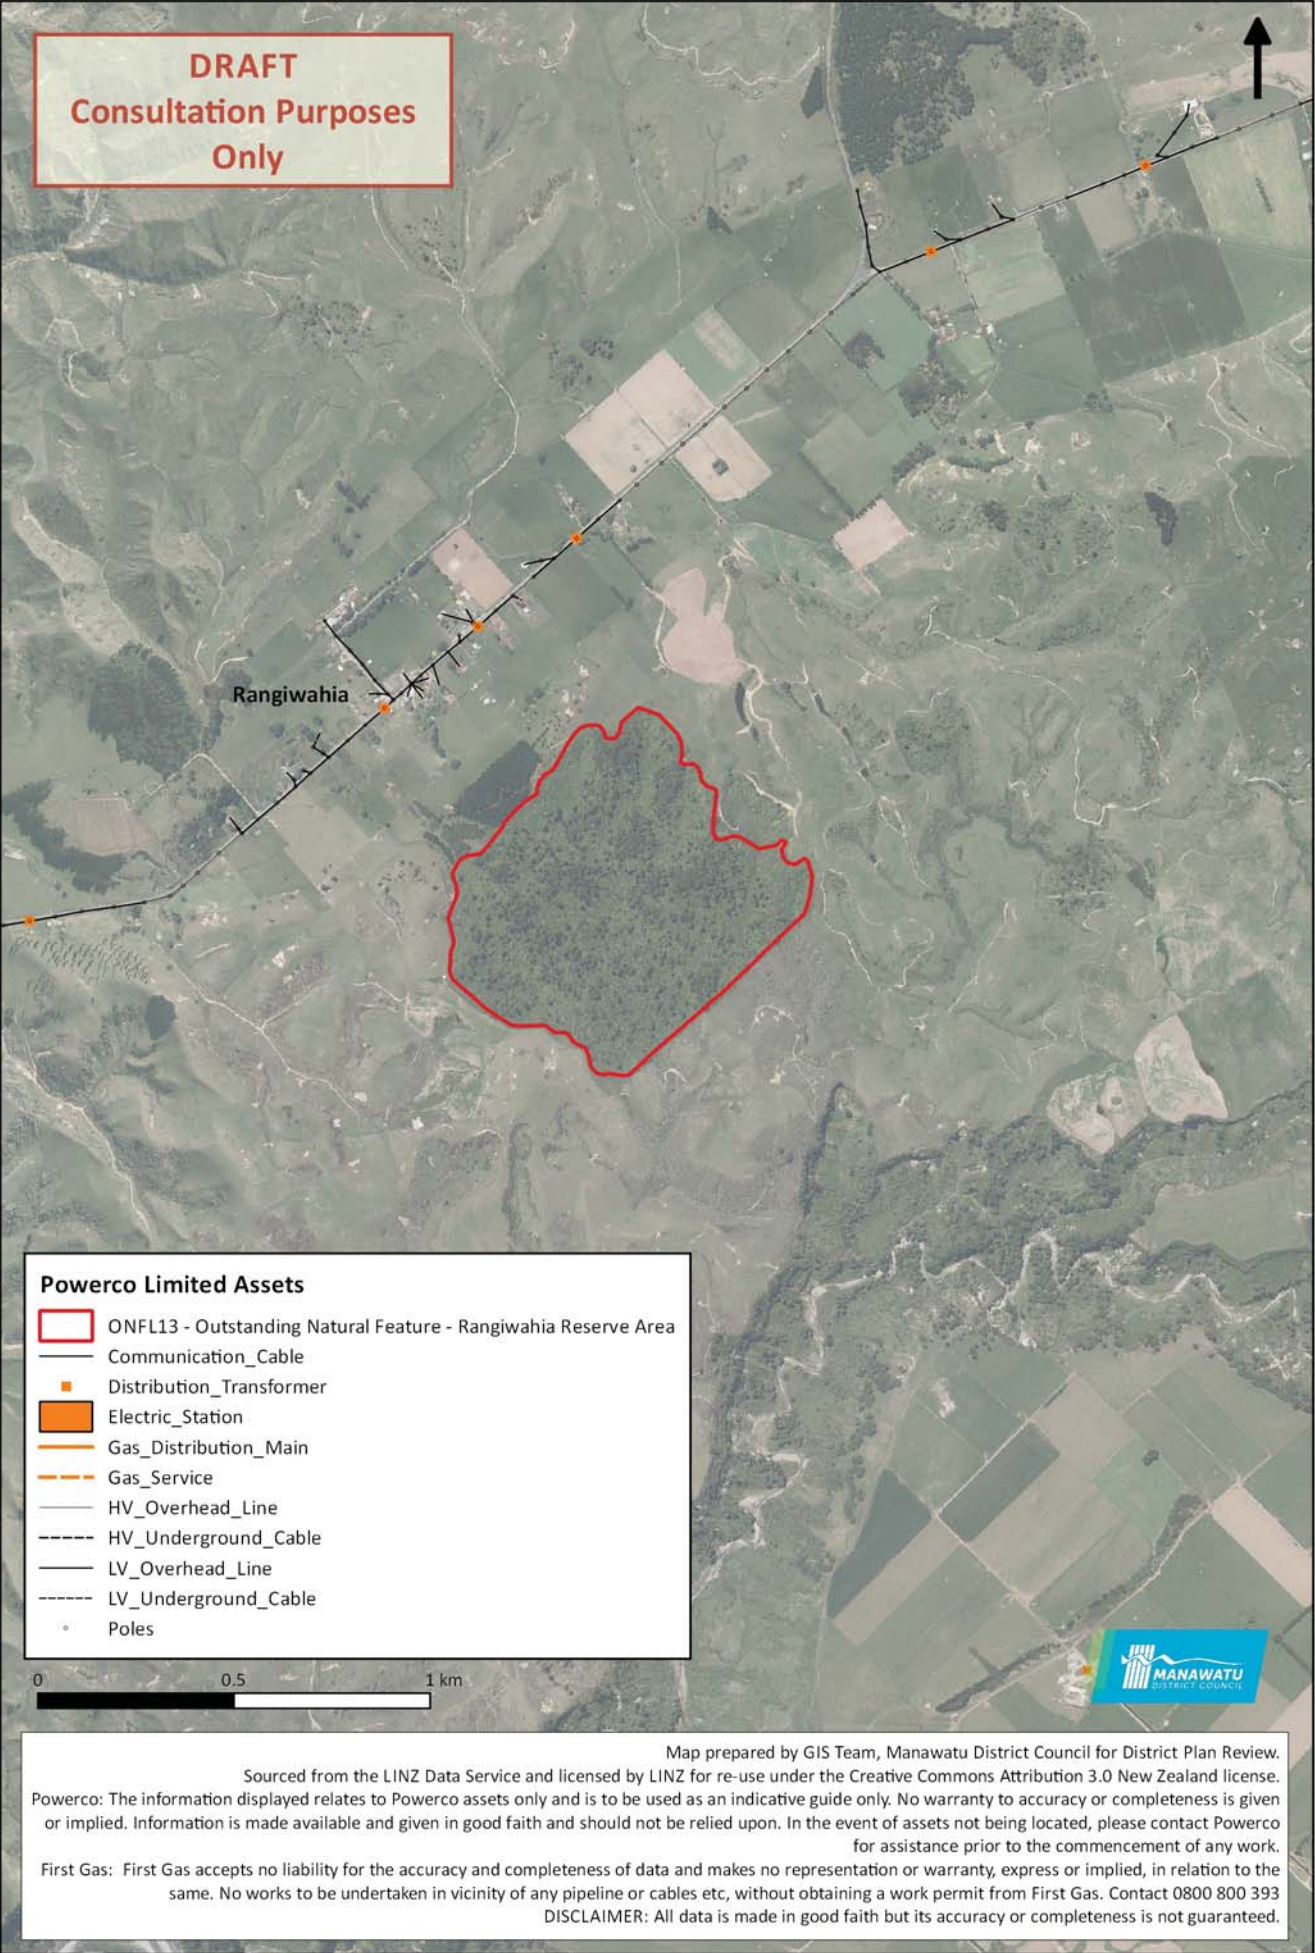 DRAFT
Consultation Purposes
Only
Rangiwahia
Powerco Limited Assets
ONFL13 - Outstanding Natural Feature - Rangiwahia Reserve Area
Communication_Cable
Distribution_Transformer
Electric_Station
Gas_Distribution_Main
Gas_Service
HV_Overhead_Line
HV_Underground_Cable
LV_Overhead_Line
LV_Underground_Cable
Poles
0 0.5 1 km
MANAWATU
DISTRICT COUNCIL
Map prepared by GIS Team, Manawatu District Council for District Plan Review.
Sourced from the LINZ Data Service and licensed by LINZ for re-use under the Creative Commons Attribution 3.0 New Zealand license.
Powerco: The information displayed relates to Powerco assets only and is to be used as an indicative guide only. No warranty to accuracy or completeness is given
or implied. Information is made available and given in good faith and should not be relied upon. In the event of assets not being located, please contact Powerco
for assistance prior to the commencement of any work.
First Gas: First Gas accepts no liability for the accuracy and completeness of data and makes no representation or warranty, express or implied, in relation to the
same. No works to be undertaken in vicinity of any pipeline or cables etc, without obtaining a work permit from First Gas. Contact 0800 800 393
DISCLAIMER: All data is made in good faith but its accuracy or completeness is not guaranteed.